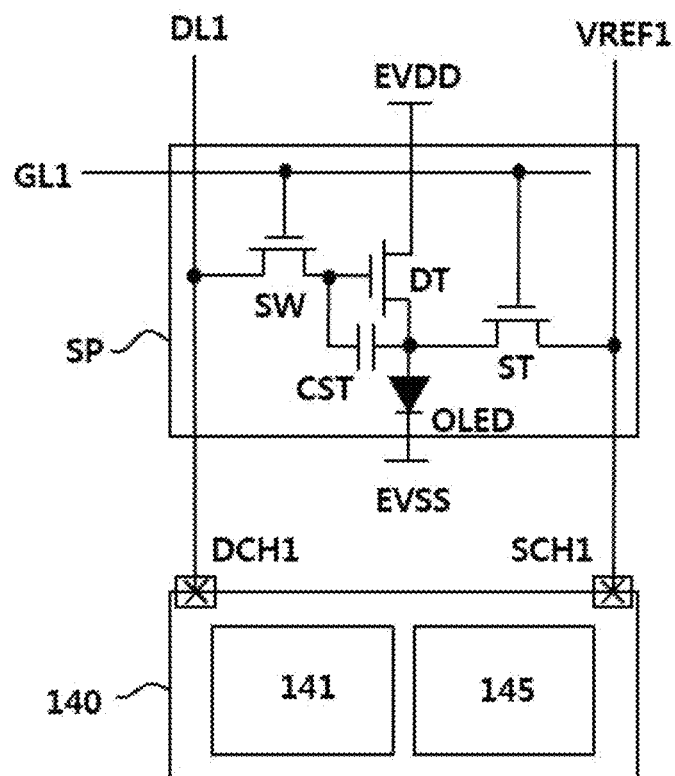 DL1
VREF1
EVDD
GL1
DT
SW
SP
ST
CST
OLED
EVSS
DCH1
SCH1
141
145
140